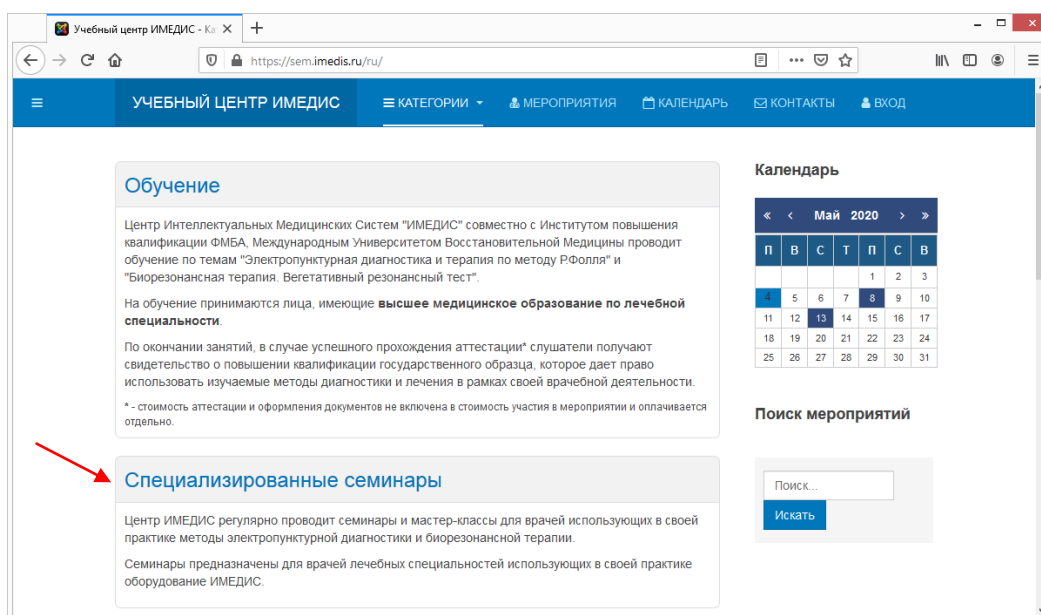 Учебный центр ИМЕДИС - Ка
https://sem.imedis.ru/ru/
УЧЕБНЫЙ ЦЕНТР ИМЕДИС
КАТЕГОРИИ
МЕРОПРИЯТИЯ
КАЛЕНДАРЬ
КОНТАКТЫ
ВХОД
Обучение
Центр Интеллектуальных Медицинских Систем "ИМЕДИС" совместно с Институтом повышения
квалификации ФМБА, Международным Университетом Восстановительной Медицины проводит
обучение по темам "Электропунктурная диагностика и терапия по методу Р.Фолля" и
"Биорезонансная терапия. Вегетативный резонансный тест".
На обучение принимаются лица, имеющие высшее медицинское образование по лечебной
специальности.
По окончании занятий, в случае успешного прохождения аттестации* слушатели получают
свидетельство о повышении квалификации государственного образца, которое дает право
использовать изучаемые методы диагностики и лечения в рамках своей врачебной деятельности.
* - стоимость аттестации и оформления документов не включена в стоимость участия в мероприятии и оплачивается
отдельно.
Специализированные семинары
Центр ИМЕДИС регулярно проводит семинары и мастер-классы для врачей использующих в своей
практике методы электропунктурной диагностики и биорезонансной терапии.
Семинары предназначены для врачей лечебных специальностей использующих в своей практике
оборудование ИМЕДИС.
Календарь
« ‹ Май 2020 › »
П В С Т П С В
1 2 3
4 5 6 7 8 9 10
11 12 13 14 15 16 17
18 19 20 21 22 23 24
25 26 27 28 29 30 31
Поиск мероприятий
Поиск...
Искать